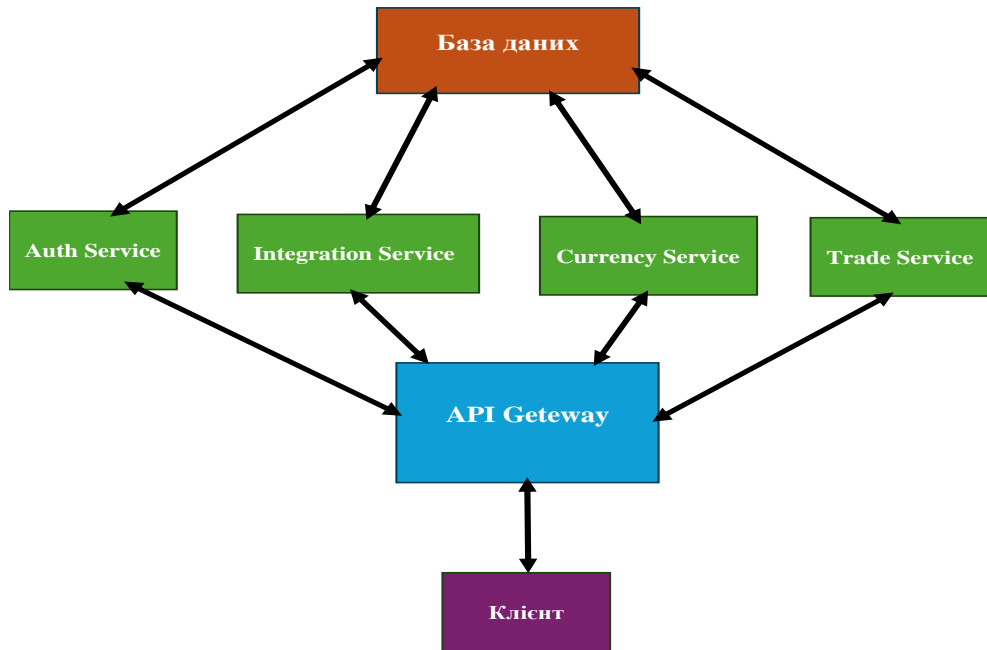 База даних
Auth Service
Integration Service
Currency Service
Trade Service
API Geteway
Клієнт